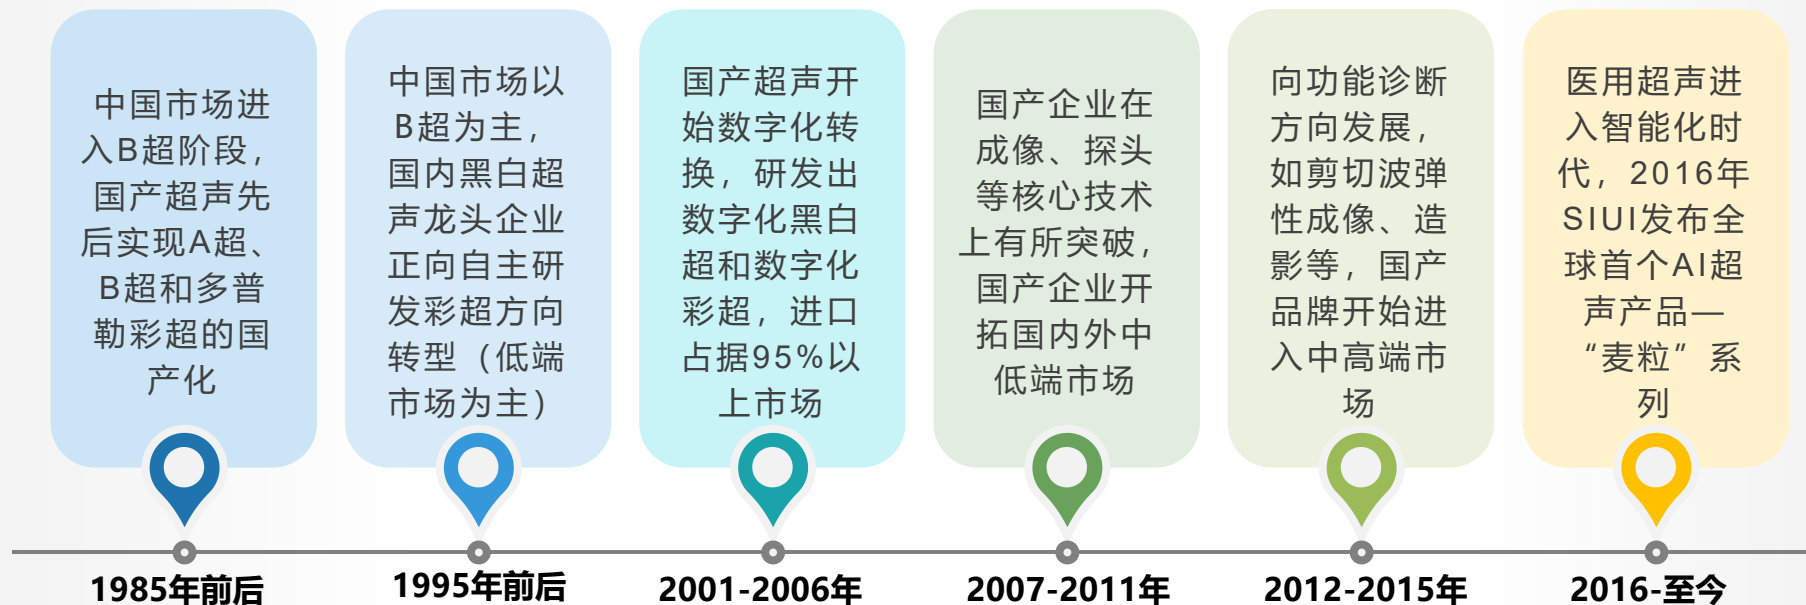 中国市场进
入B超阶段，
国产超声先
后实现A超、
B超和多普
勒彩超的国
产化
1985年前后
中国市场以
B超为主，
国内黑白超
声龙头企业
正向自主研
发彩超方向
转型（低端
市场为主）
1995年前后
国产超声开
始数字化转
换，研发出
数字化黑白
超和数字化
彩超，进口
占据95%以
上市场
2001-2006年
国产企业在
成像、探头
等核心技术
上有所突破，
国产企业开
拓国内外中
低端市场
2007-2011年
向功能诊断
方向发展，
如剪切波弹
性成像、造
影等，国产
品牌开始进
入中高端市
场
2012-2015年
医用超声进
入智能化时
代，2016年
SIUI发布全
球首个AI超
声产品—
“麦粒”系
列
2016-至今